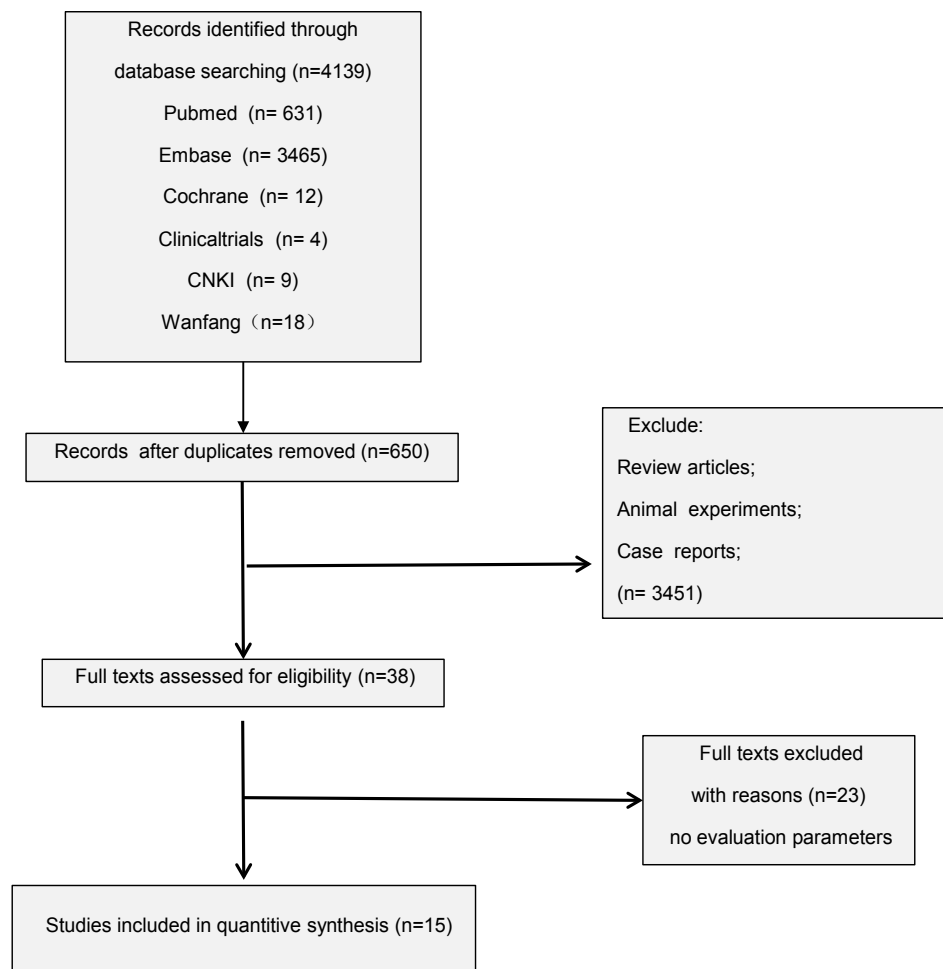 Records identified through
database searching (n=4139)
Pubmed (n= 631)
Embase (n= 3465)
Cochrane (n= 12)
Clinicaltrials (n= 4)
CNKI (n= 9)
Wanfang（n=18）
Records after duplicates removed (n=650)
Exclude:
Review articles;
Animal experiments;
Case reports;
(n= 3451)
Full texts assessed for eligibility (n=38)
Full texts excluded
with reasons (n=23)
no evaluation parameters
Studies included in quantitive synthesis (n=15)